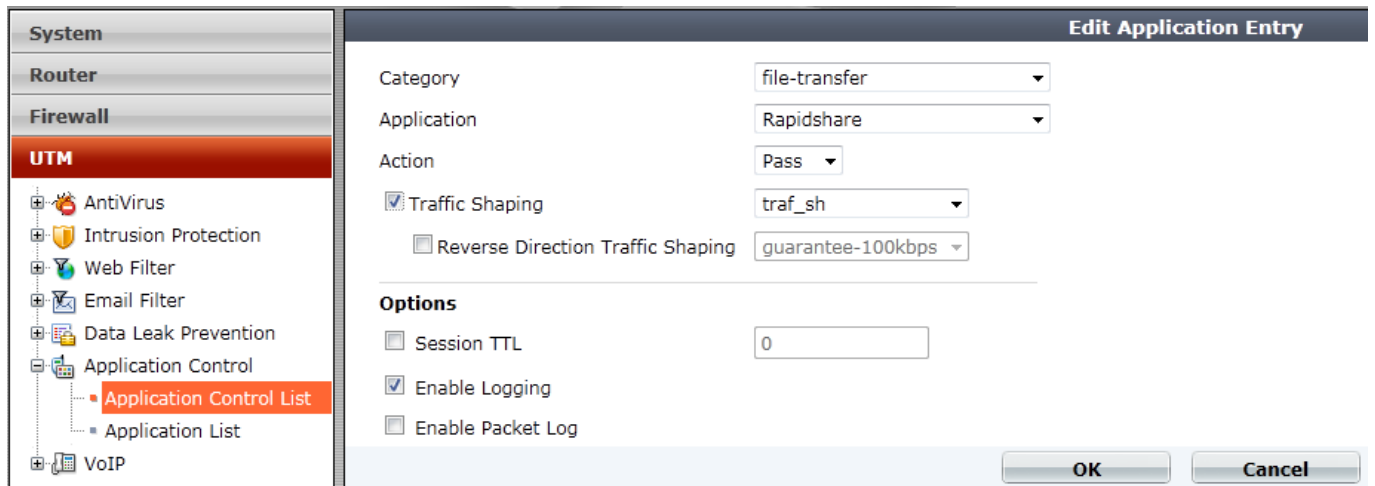 System
Router
Firewall
UTM
AntiVirus
Intrusion Protection
Web Filter
Email Filter
Data Leak Prevention
Application Control
Application Control List
Application List
VoIP
Edit Application Entry
Category file-transfer
Application Rapidshare
Action Pass
Traffic Shaping traf_sh
Reverse Direction Traffic Shaping guarantee-100kbps
Options
Session TTL 0
Enable Logging
Enable Packet Log
OK Cancel